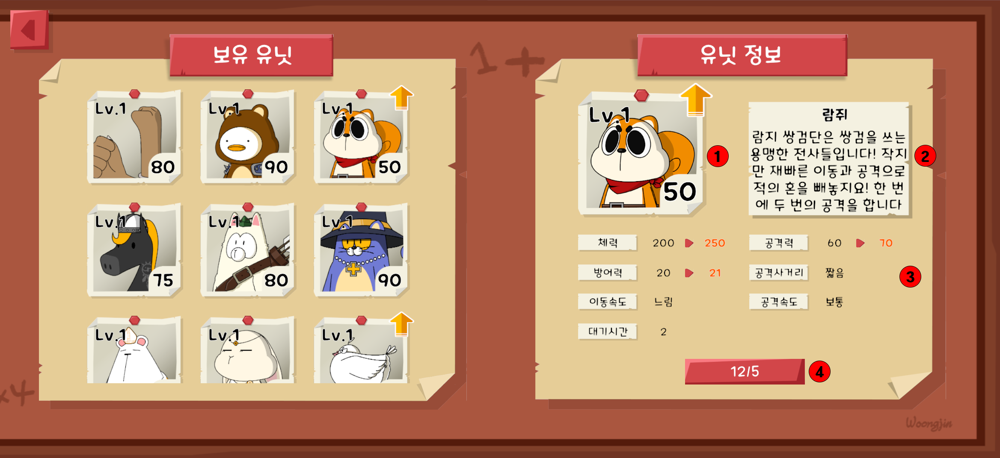 보유 유닛
Lv.1
80
Lv.1
90
Lv.1
50
Lv.1
75
Lv.1
80
Lv.1
90
Lv.1
Lv.1
Lv.1
1+
x4
유닛 정보
Lv.1
50
1
람쥐
람지 쌍검단은 쌍검을 쓰는
용맹한 전사들입니다! 작지
만 재빠른 이동과 공격으로
적의 혼을 빼놓지요! 한 번
에 두 번의 공격을 합니다
2
체력 200 250
공격력 60 70
방어력 20 21
공격사거리 짧음
3
이동속도 느림
공격속도 보통
대기시간 2
12/5
4
Woongjin